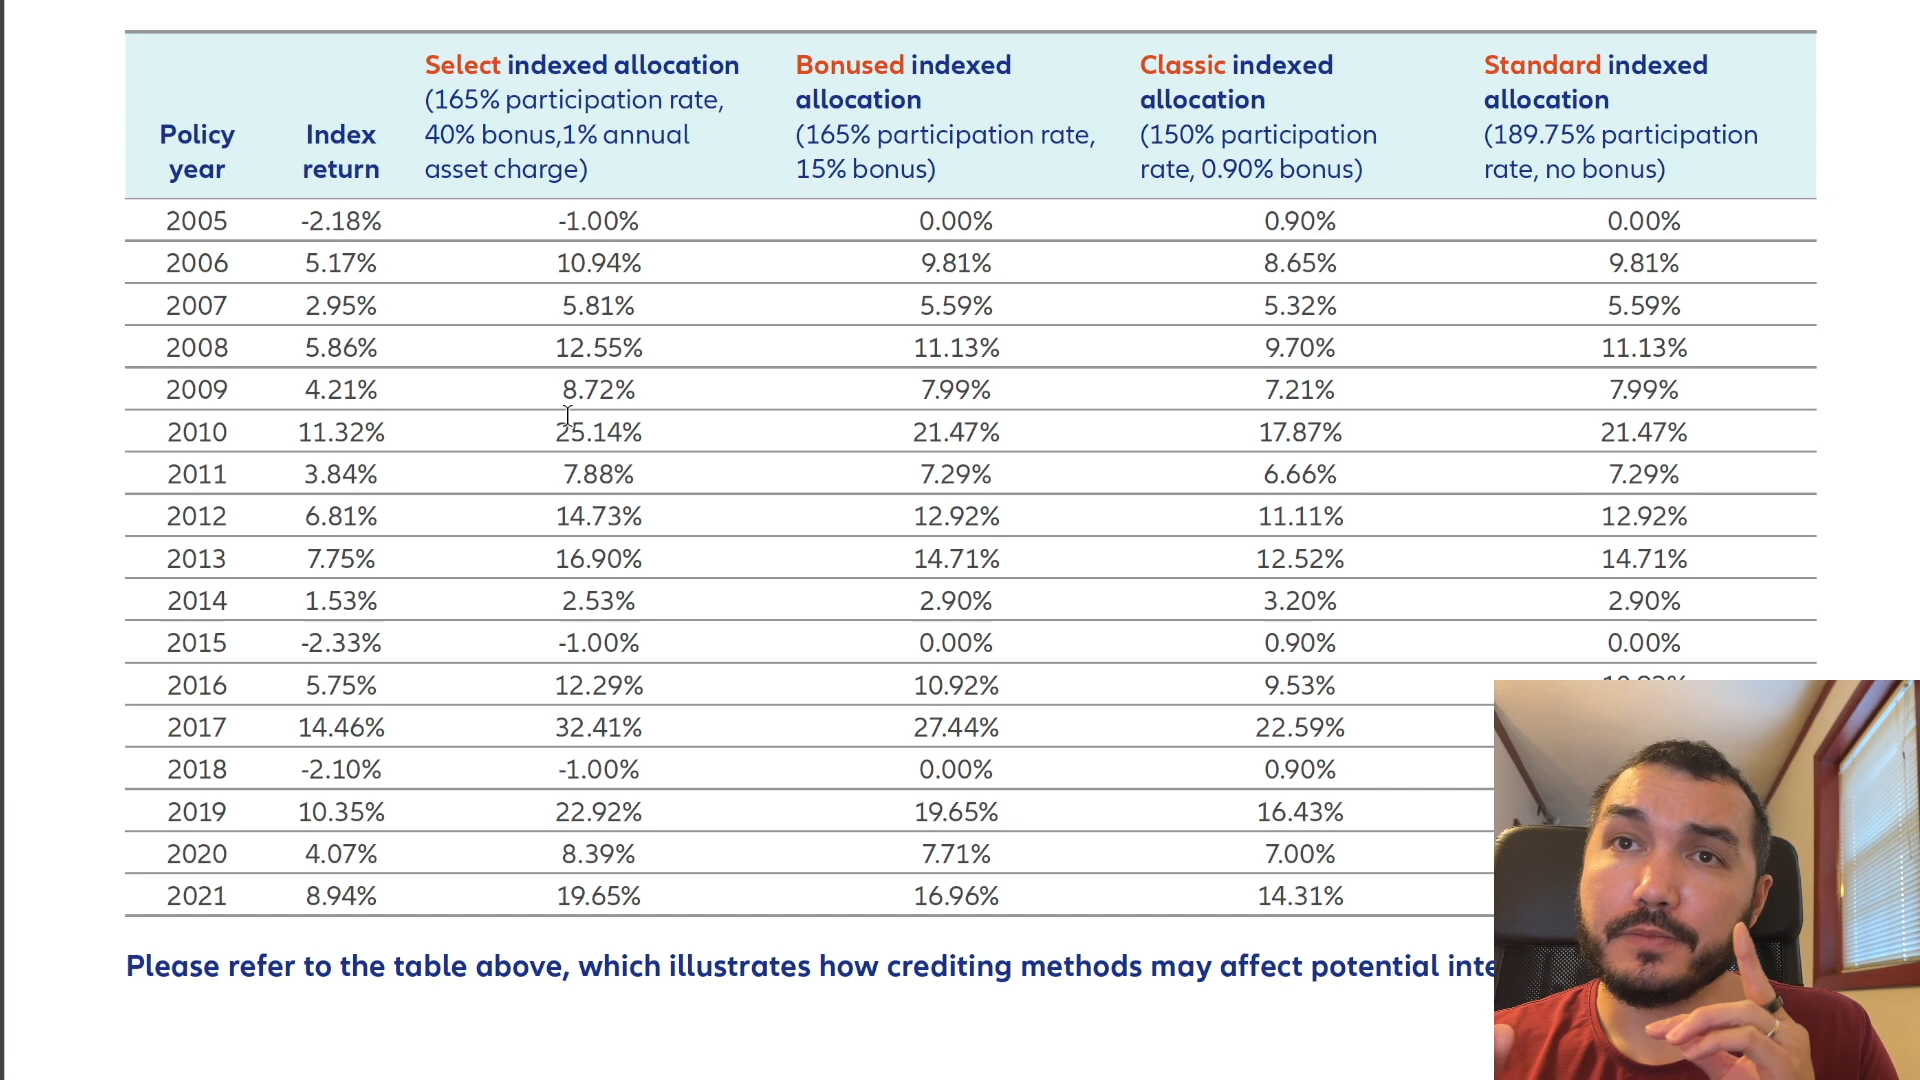 Policy year
Index return
Select indexed allocation
(165% participation rate,
40% bonus,1% annual
asset charge)
Bonused indexed
allocation
(165% participation rate,
15% bonus)
Classic indexed
allocation
(150% participation
rate, 0.90% bonus)
Standard indexed
allocation
(189.75% participation
rate, no bonus)
2005 -2.18% -1.00% 0.00% 0.90% 0.00%
2006 5.17% 10.94% 9.81% 8.65% 9.81%
2007 2.95% 5.81% 5.59% 5.32% 5.59%
2008 5.86% 12.55% 11.13% 9.70% 11.13%
2009 4.21% 8.72% 7.99% 7.21% 7.99%
2010 11.32% 25.14% 21.47% 17.87% 21.47%
2011 3.84% 7.88% 7.29% 6.66% 7.29%
2012 6.81% 14.73% 12.92% 11.11% 12.92%
2013 7.75% 16.90% 14.71% 12.52% 14.71%
2014 1.53% 2.53% 2.90% 3.20% 2.90%
2015 -2.33% -1.00% 0.00% 0.90% 0.00%
2016 5.75% 12.29% 10.92% 9.53%
2017 14.46% 32.41% 27.44% 22.59%
2018 -2.10% -1.00% 0.00% 0.90%
2019 10.35% 22.92% 19.65% 16.43%
2020 4.07% 8.39% 7.71% 7.00%
2021 8.94% 19.65% 16.96% 14.31%
Please refer to the table above, which illustrates how crediting methods may affect potential